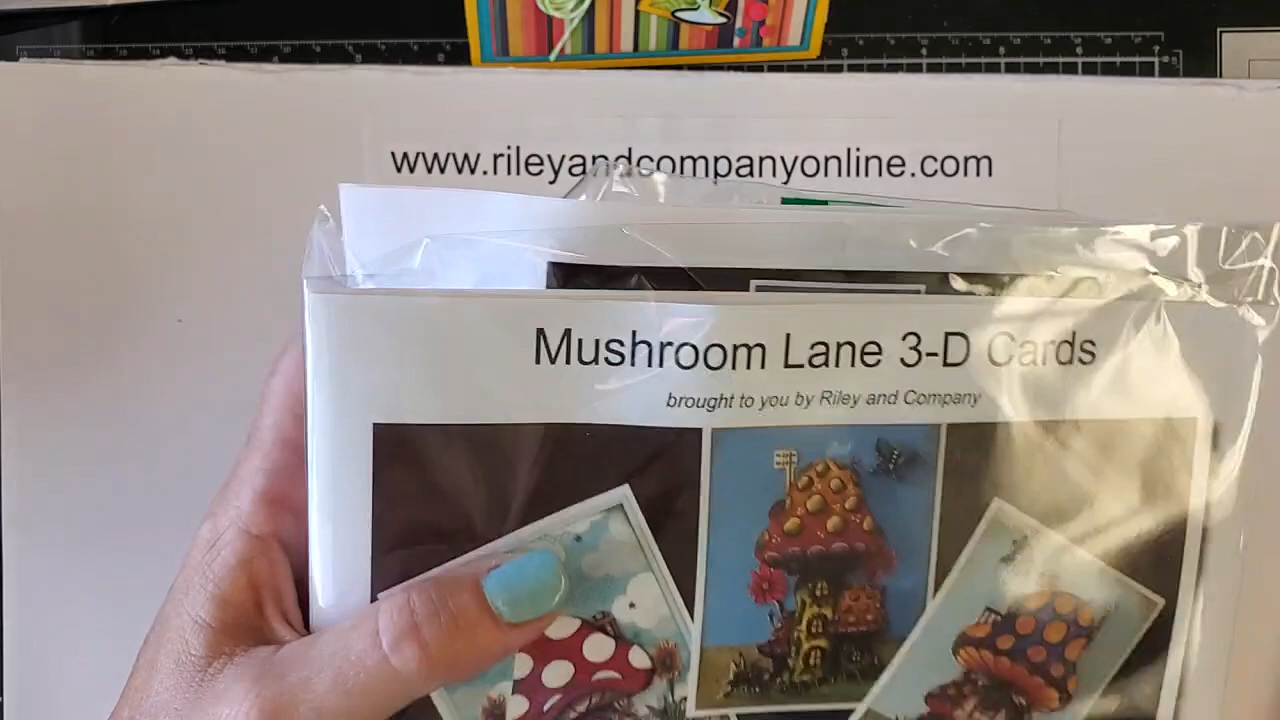 www.rileyandcompanyonline.com
Mushroom Lane 3-D Cards
brought to you by Riley and Company